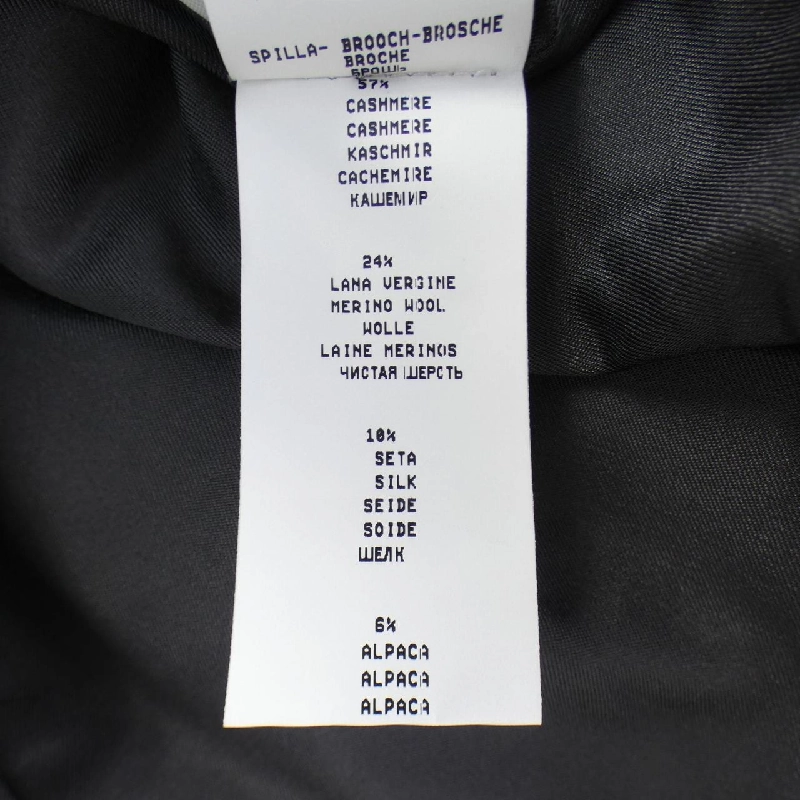 SPILLA- BROOCH-BROSCHE
BROCHE
БРОШЬ
57%
CASHMERE
CASHMERE
KASCHMIR
CACHEMIRE
КАШЕМИР
24%
LANA VERGINE
MERINO WOOL
WOLLE
LAINE MERINOS
ЧИСТАЯ ШЕРСТЬ
10%
SETA
SILK
SEIDE
SOIDE
ШЕЛК
6%
ALPACA
ALPACA
ALPACA